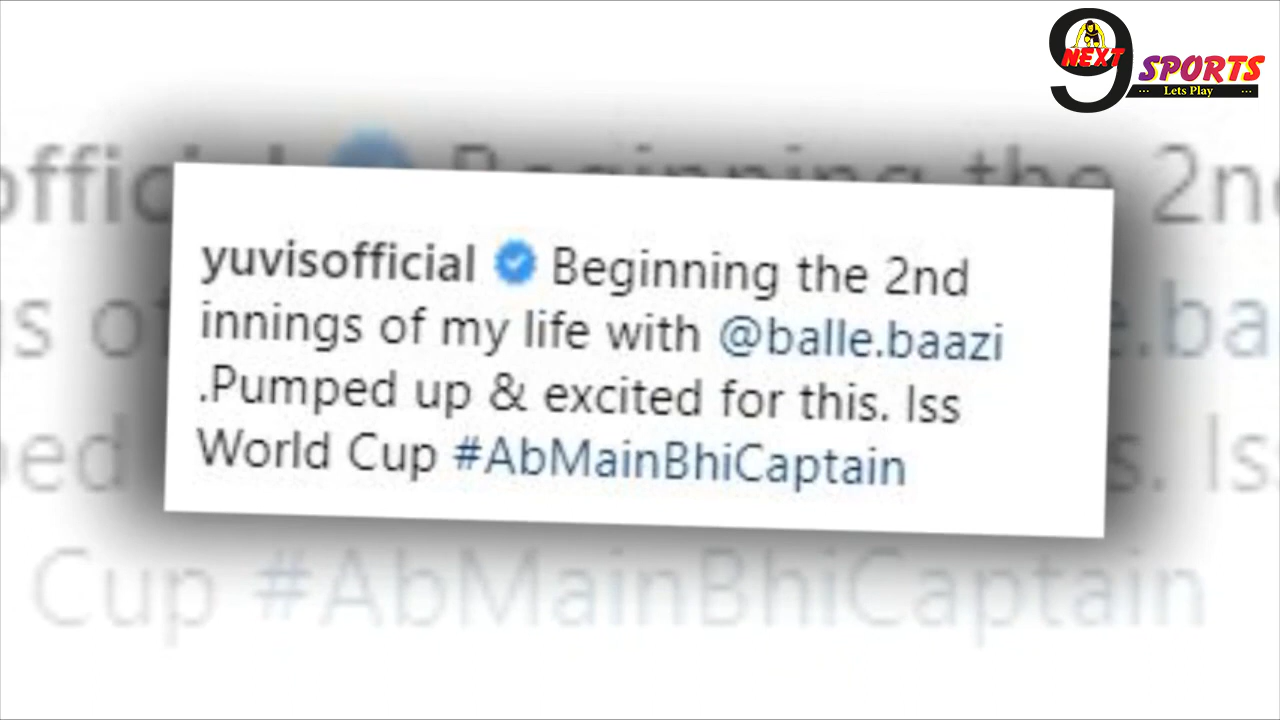 9
NEXT
SPORTS
Lets Play
yuvisofficial Beginning the 2nd
innings of my life with @balle.baazi
.Pumped up & excited for this. Iss
World Cup #AbMainBhiCaptain